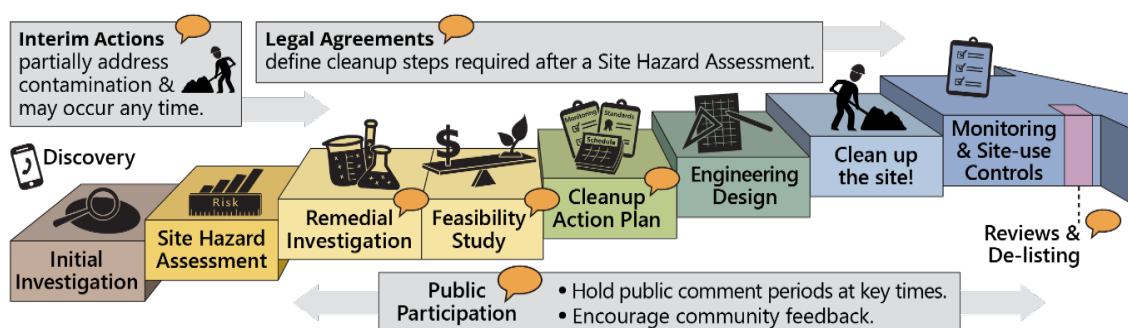 Interim Actions
partially address
contamination &
may occur any time.
Legal Agreements
define cleanup steps required after a Site Hazard Assessment.
Discovery
Initial
Investigation
Risk
Site Hazard
Assessment
Remedial
Investigation
$
Feasibility
Study
Monitoring
Standards
Schedule
Cleanup
Action Plan
Engineering
Design
Clean up
the site!
Monitoring
& Site-use
Controls
Reviews &
De-listing
Public
Participation
• Hold public comment periods at key times.
• Encourage community feedback.